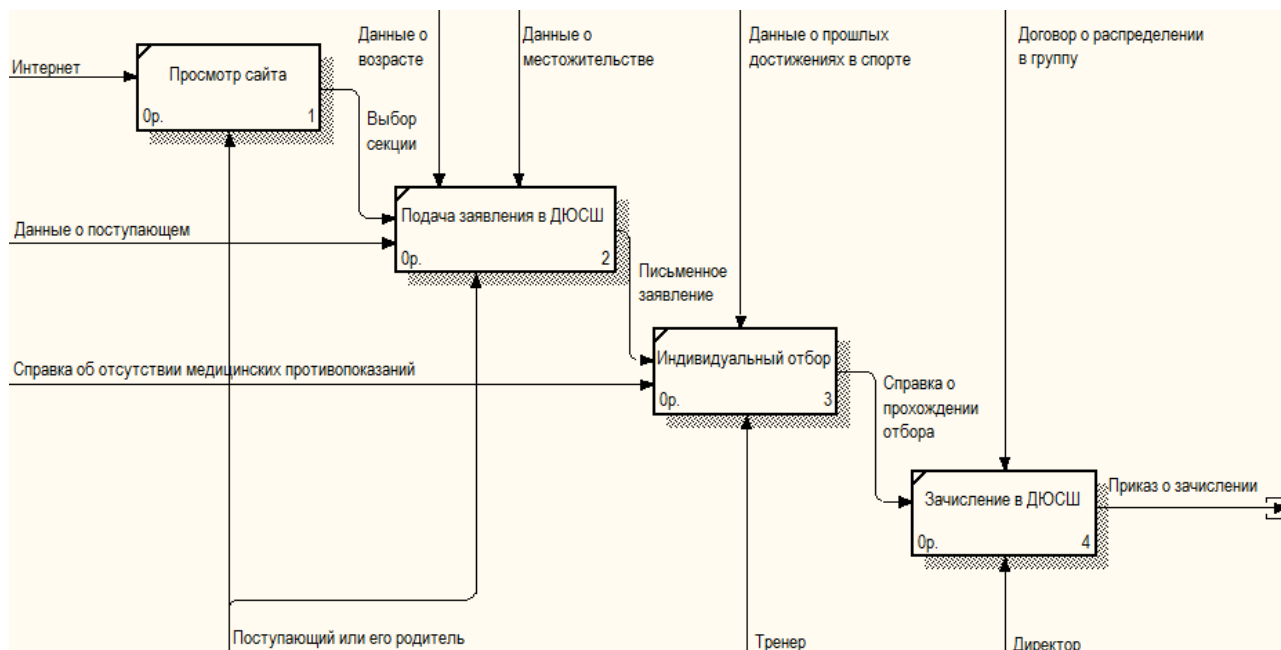 Данные о
возрасте
Данные о
местожительстве
Данные о прошлых
достижениях в спорте
Договор о распределении
в группу
Интернет
Просмотр сайта
0р.
1
Выбор
секции
Данные о поступающем
Подача заявления в ДЮСШ
0р.
2
Письменное
заявление
Справка об отсутствии медицинских противопоказаний
Индивидуальный отбор
0р.
3
Справка о
прохождении
отбора
Зачисление в ДЮСШ
0р.
4
Приказ о зачислении
Поступающий или его родитель
Тренер
Директор